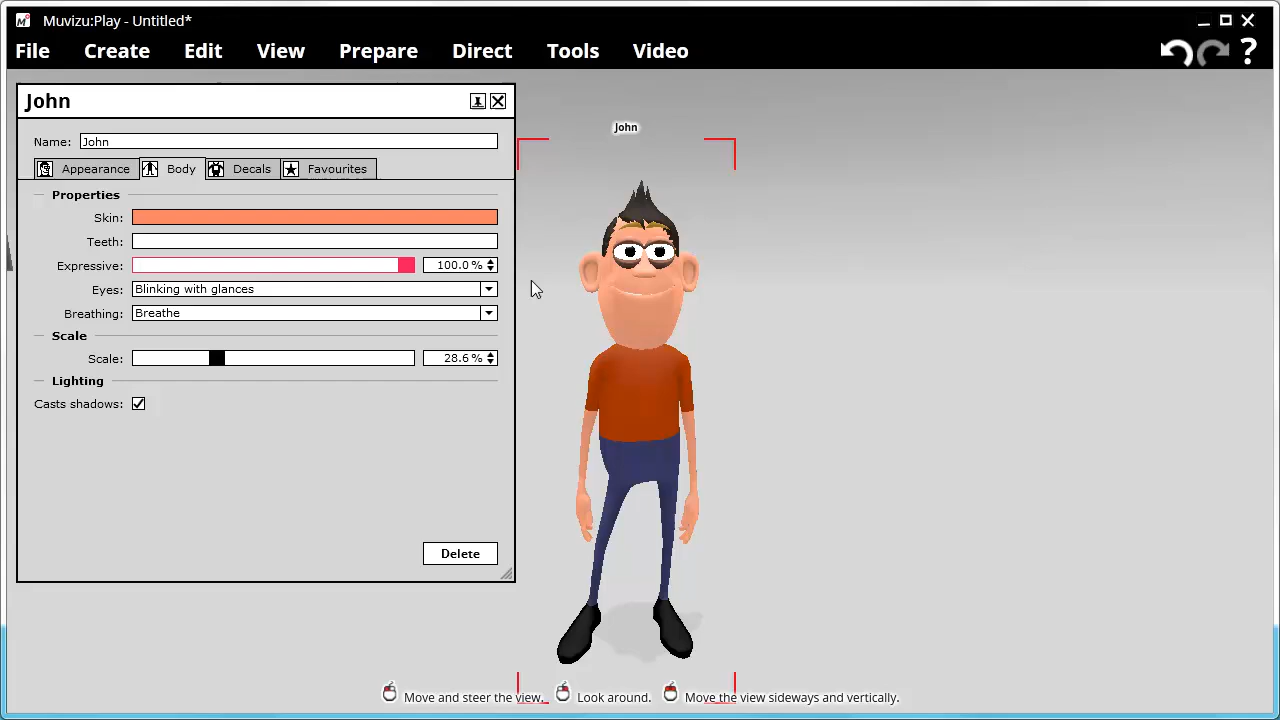 Muvizu:Play - Untitled*
File Create Edit View Prepare Direct Tools Video ?
John
Name: John
Appearance Body Decals Favourites
Properties
Skin:
Teeth:
Expressive: 100.0%
Eyes: Blinking with glances
Breathing: Breathe
Scale
Scale: 28.6%
Lighting
Casts shadows:
Delete
John
Move and steer the view. Look around. Move the view sideways and vertically.